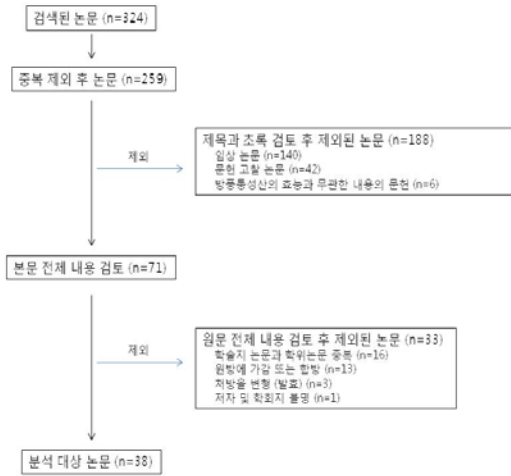 검색된 논문 (n=324)
중복 제외 후 논문 (n=259)
제외
제목과 초록 검토 후 제외된 논문 (n=188)
임상 논문 (n=140)
문헌 고찰 논문 (n=42)
방풍통성산의 효능과 무관한 내용의 문헌 (n=6)
본문 전체 내용 검토 (n=71)
제외
원문 전체 내용 검토 후 제외된 논문 (n=33)
학술지 논문과 학위논문 중복 (n=16)
원방에 가감 또는 합방 (n=13)
처방을 변형 (발효) (n=3)
저자 및 학회지 불명 (n=1)
분석 대상 논문 (n=38)